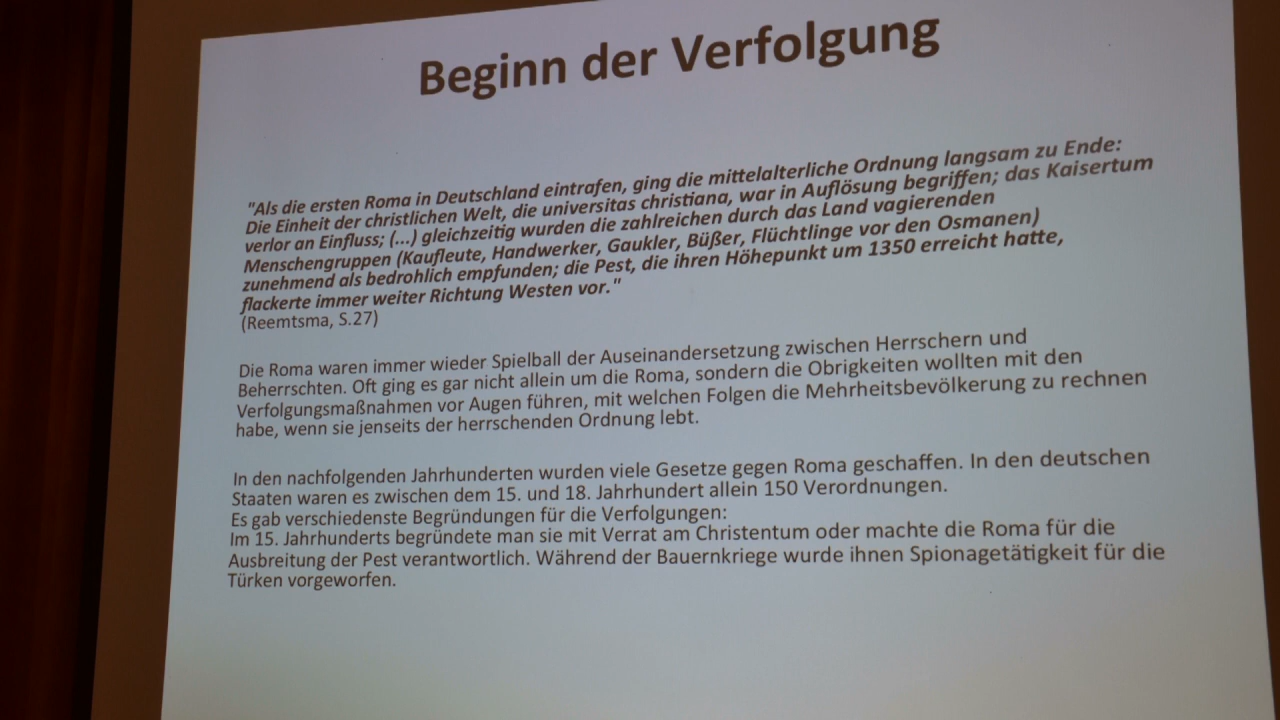 Beginn der Verfolgung
"Als die ersten Roma in Deutschland eintrafen, ging die mittelalterliche Ordnung langsam zu Ende:
Die Einheit der christlichen Welt, die universitas christiana, war in Auflösung begriffen; das Kaisertum
verlor an Einfluss; (...) gleichzeitig wurden die zahlreichen durch das Land vagierenden
Menschengruppen (Kaufleute, Handwerker, Gaukler, Büßer, Flüchtlinge vor den Osmanen)
zunehmend als bedrohlich empfunden; die Pest, die ihren Höhepunkt um 1350 erreicht hatte,
flackerte immer weiter Richtung Westen vor."
(Reemtsma, S.27)
Die Roma waren immer wieder Spielball der Auseinandersetzung zwischen Herrschern und
Beherrschten. Oft ging es gar nicht allein um die Roma, sondern die Obrigkeiten wollten mit den
Verfolgungsmaßnahmen vor Augen führen, mit welchen Folgen die Mehrheitsbevölkerung zu rechnen
habe, wenn sie jenseits der herrschenden Ordnung lebt.
In den nachfolgenden Jahrhunderten wurden viele Gesetze gegen Roma geschaffen. In den deutschen
Staaten waren es zwischen dem 15. und 18. Jahrhundert allein 150 Verordnungen.
Es gab verschiedenste Begründungen für die Verfolgungen:
Im 15. Jahrhunderts begründete man sie mit Verrat am Christentum oder machte die Roma für die
Ausbreitung der Pest verantwortlich. Während der Bauernkriege wurde ihnen Spionagetätigkeit für die
Türken vorgeworfen.